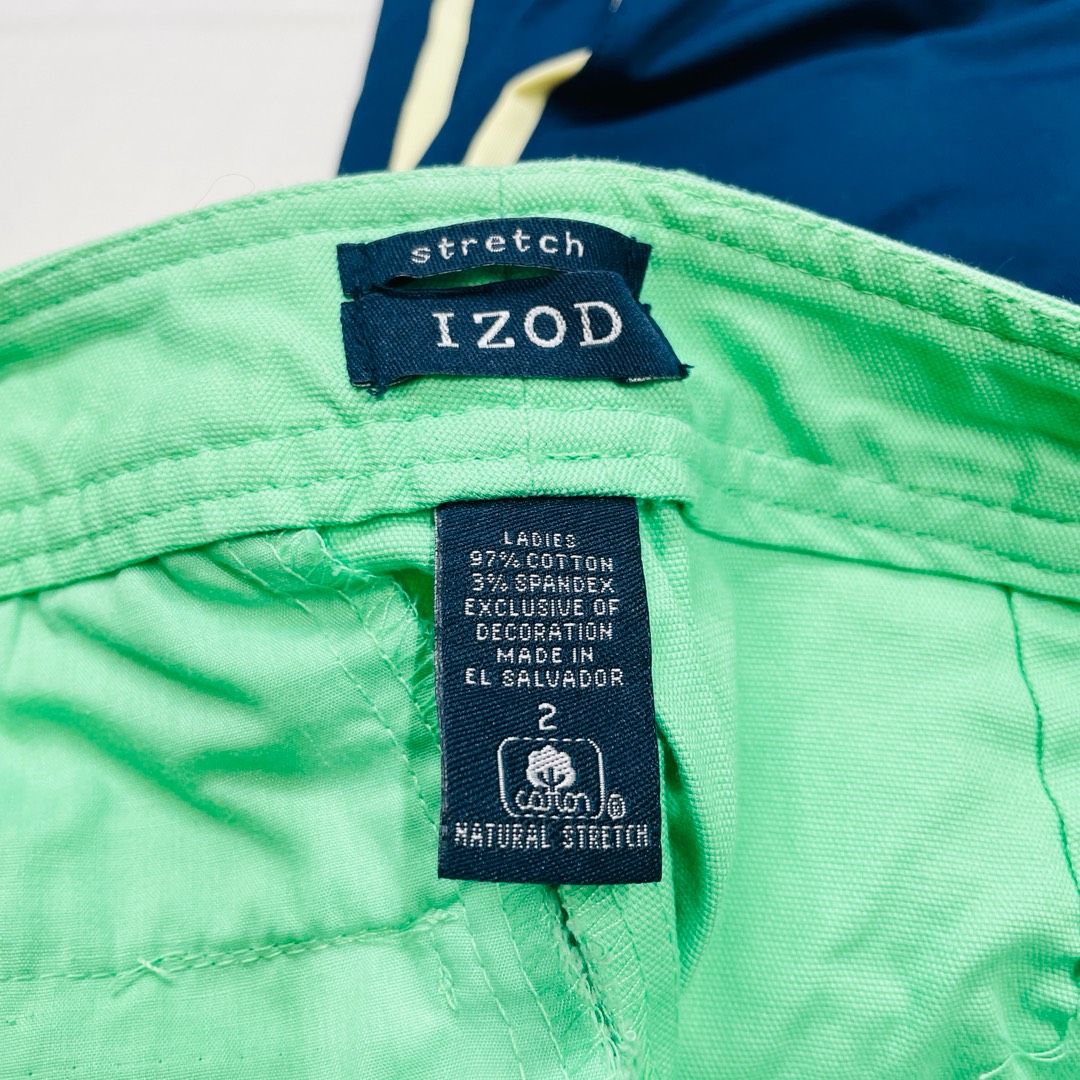 stretch
IZOD
LADIES
97% COTTON
3% SPANDEX
EXCLUSIVE OF
DECORATION
MADE IN
EL SALVADOR
2
cotton®
NATURAL STRETCH